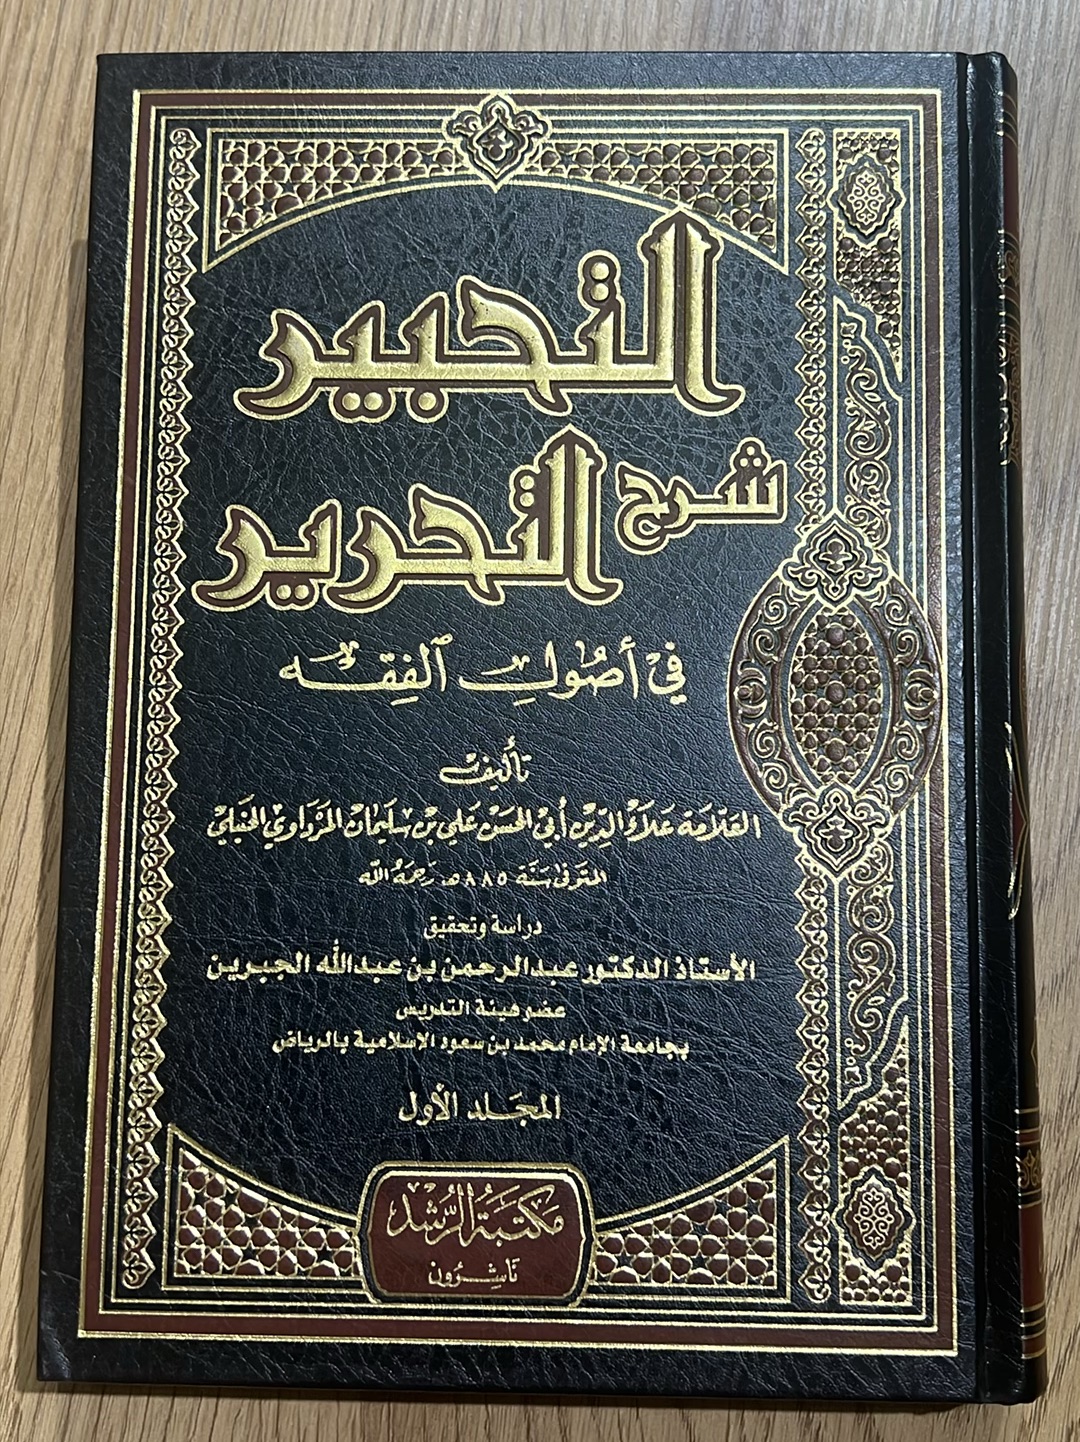 التحبير
شرح التحرير
في أصول الفقه
تأليف
العلامة علاء الدين أبي الحسن علي بن سليمان المرداوي الحنبلي
المتوفى سنة ٨٨٥هـ رحمه الله
دراسة وتحقيق
الأستاذ الدكتور عبدالرحمن بن عبدالله الجبرين
عضو هيئة التدريس
بجامعة الإمام محمد بن سعود الإسلامية بالرياض
المجلد الأول
مكتبة الرشد
ناشرون